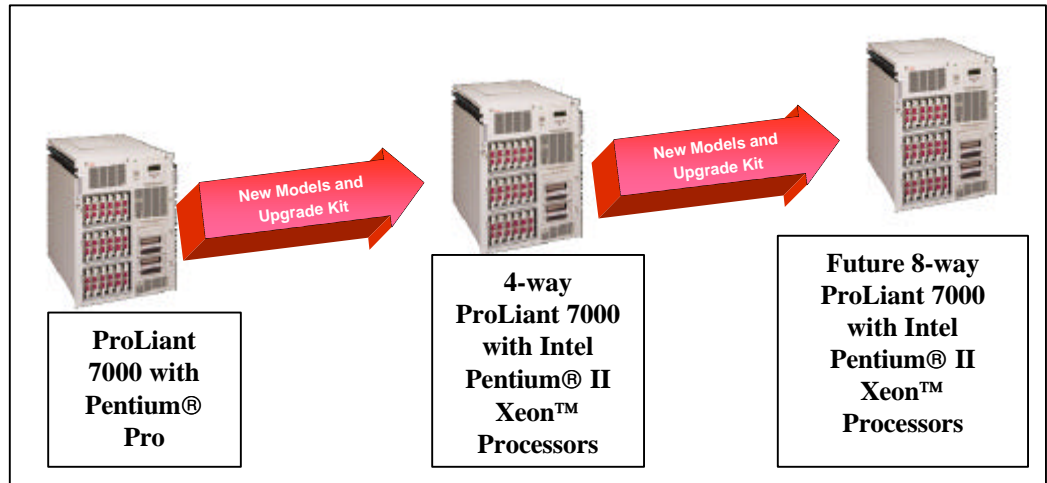 New Models and
Upgrade Kit
New Models and
Upgrade Kit
ProLiant
7000 with
Pentium®
Pro
4-way
ProLiant 7000
with Intel
Pentium® II
Xeon™
Processors
Future 8-way
ProLiant 7000
with Intel
Pentium® II
Xeon™
Processors